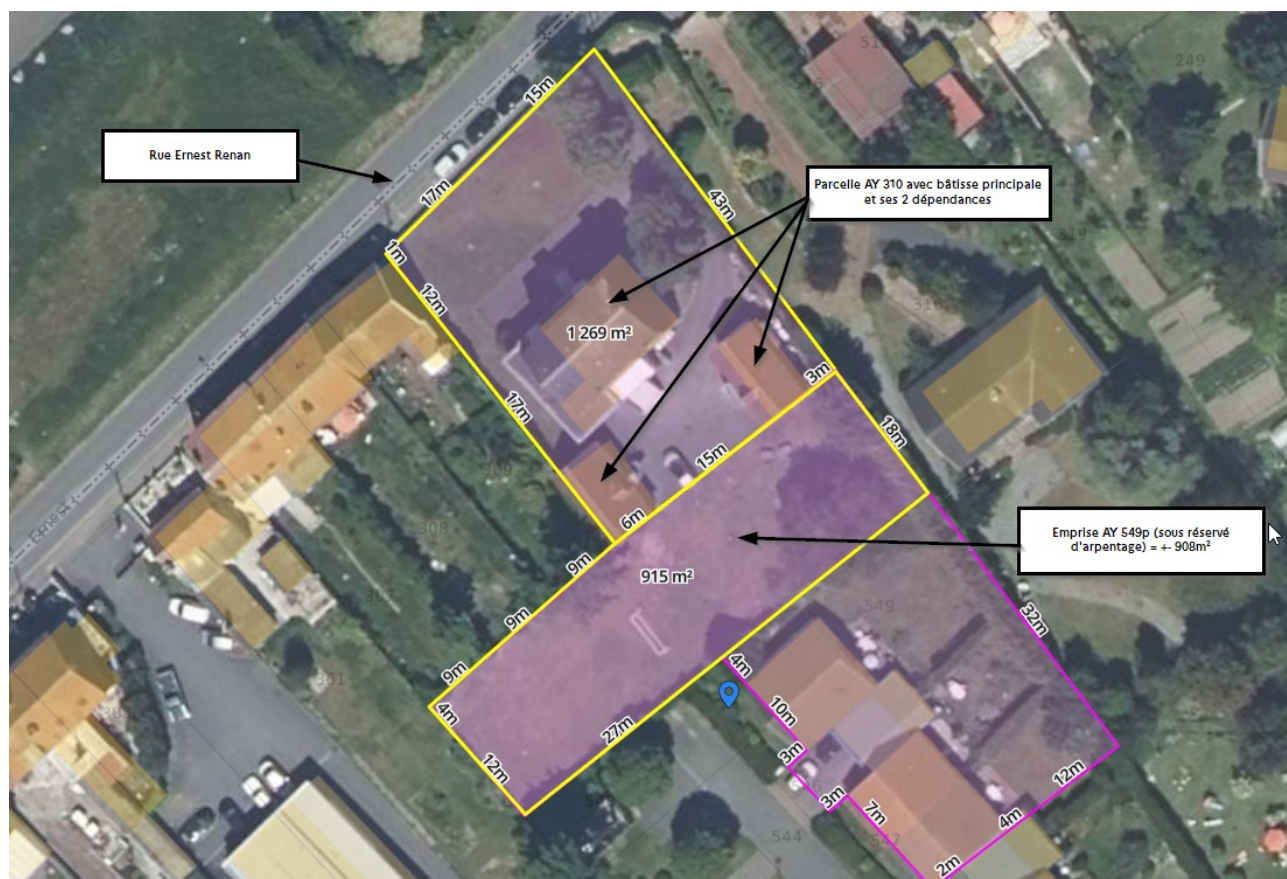 249
15m
Rue Ernest Renan
17m
Parcelle AY 310 avec bâtisse principale
et ses 2 dépendances
43m
319
1m
12m
1 269 m²
40
3m
17m
18m
15m
309
6m
308
Emprise AY 549p (sous réservé
d'arpentage) = +- 908m²
9m
915 m²
9m
549
32m
9m
4m
4m
10m
27m
12m
3m
12m
3m
7m
4m
544
547
2m
Ernest